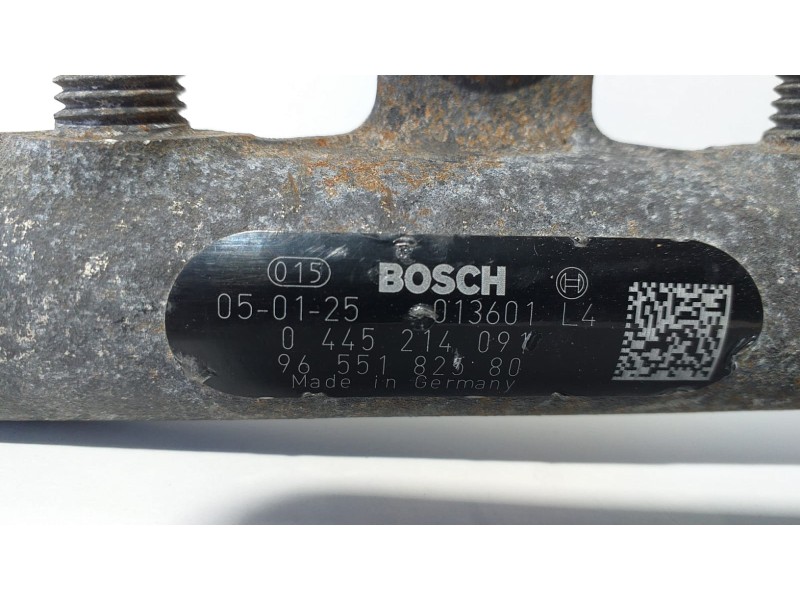 015 BOSCH
05-01-25 013601 L4
0 445 214 091
96 551 825 80
Made in Germany